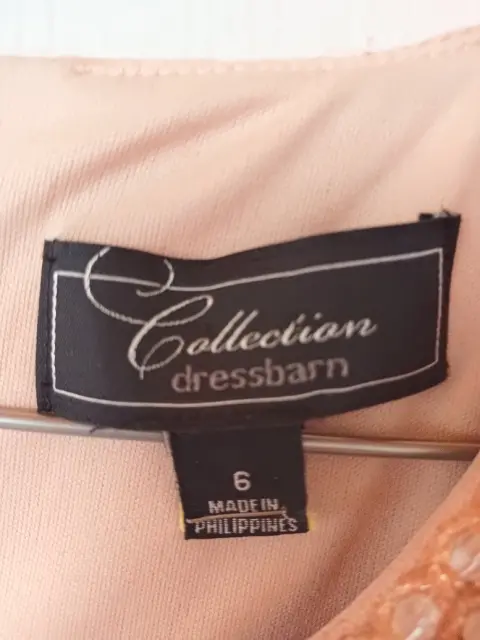 Collection
dressbarn
6
MADE IN
PHILIPPINES